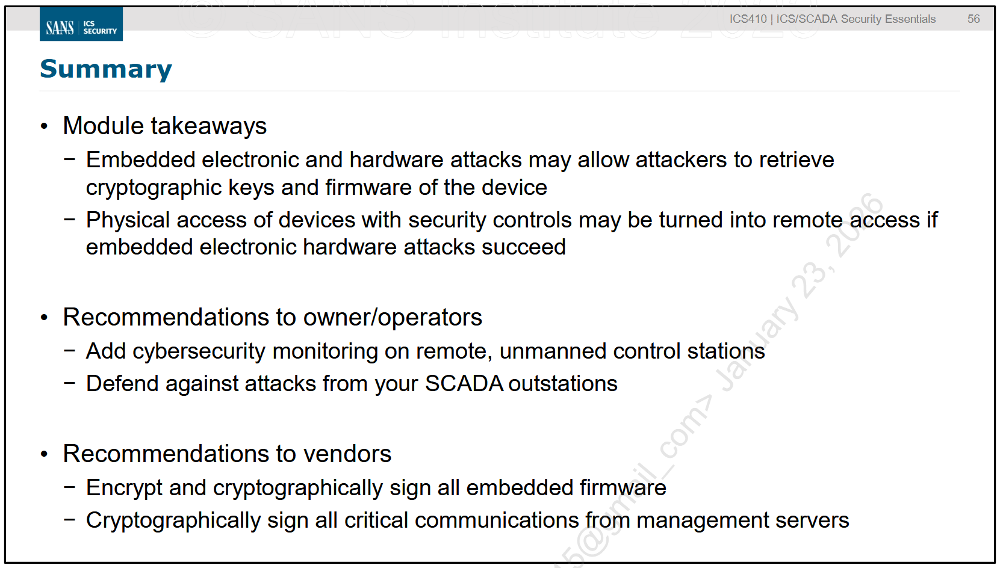 © SANS Institute 2023
SANS | ICS SECURITY
ICS410 | ICS/SCADA Security Essentials 56
Summary
• Module takeaways
− Embedded electronic and hardware attacks may allow attackers to retrieve
cryptographic keys and firmware of the device
− Physical access of devices with security controls may be turned into remote access if
embedded electronic hardware attacks succeed
• Recommendations to owner/operators
− Add cybersecurity monitoring on remote, unmanned control stations
− Defend against attacks from your SCADA outstations
• Recommendations to vendors
− Encrypt and cryptographically sign all embedded firmware
− Cryptographically sign all critical communications from management servers
15@gmail_com> January 23, 2026